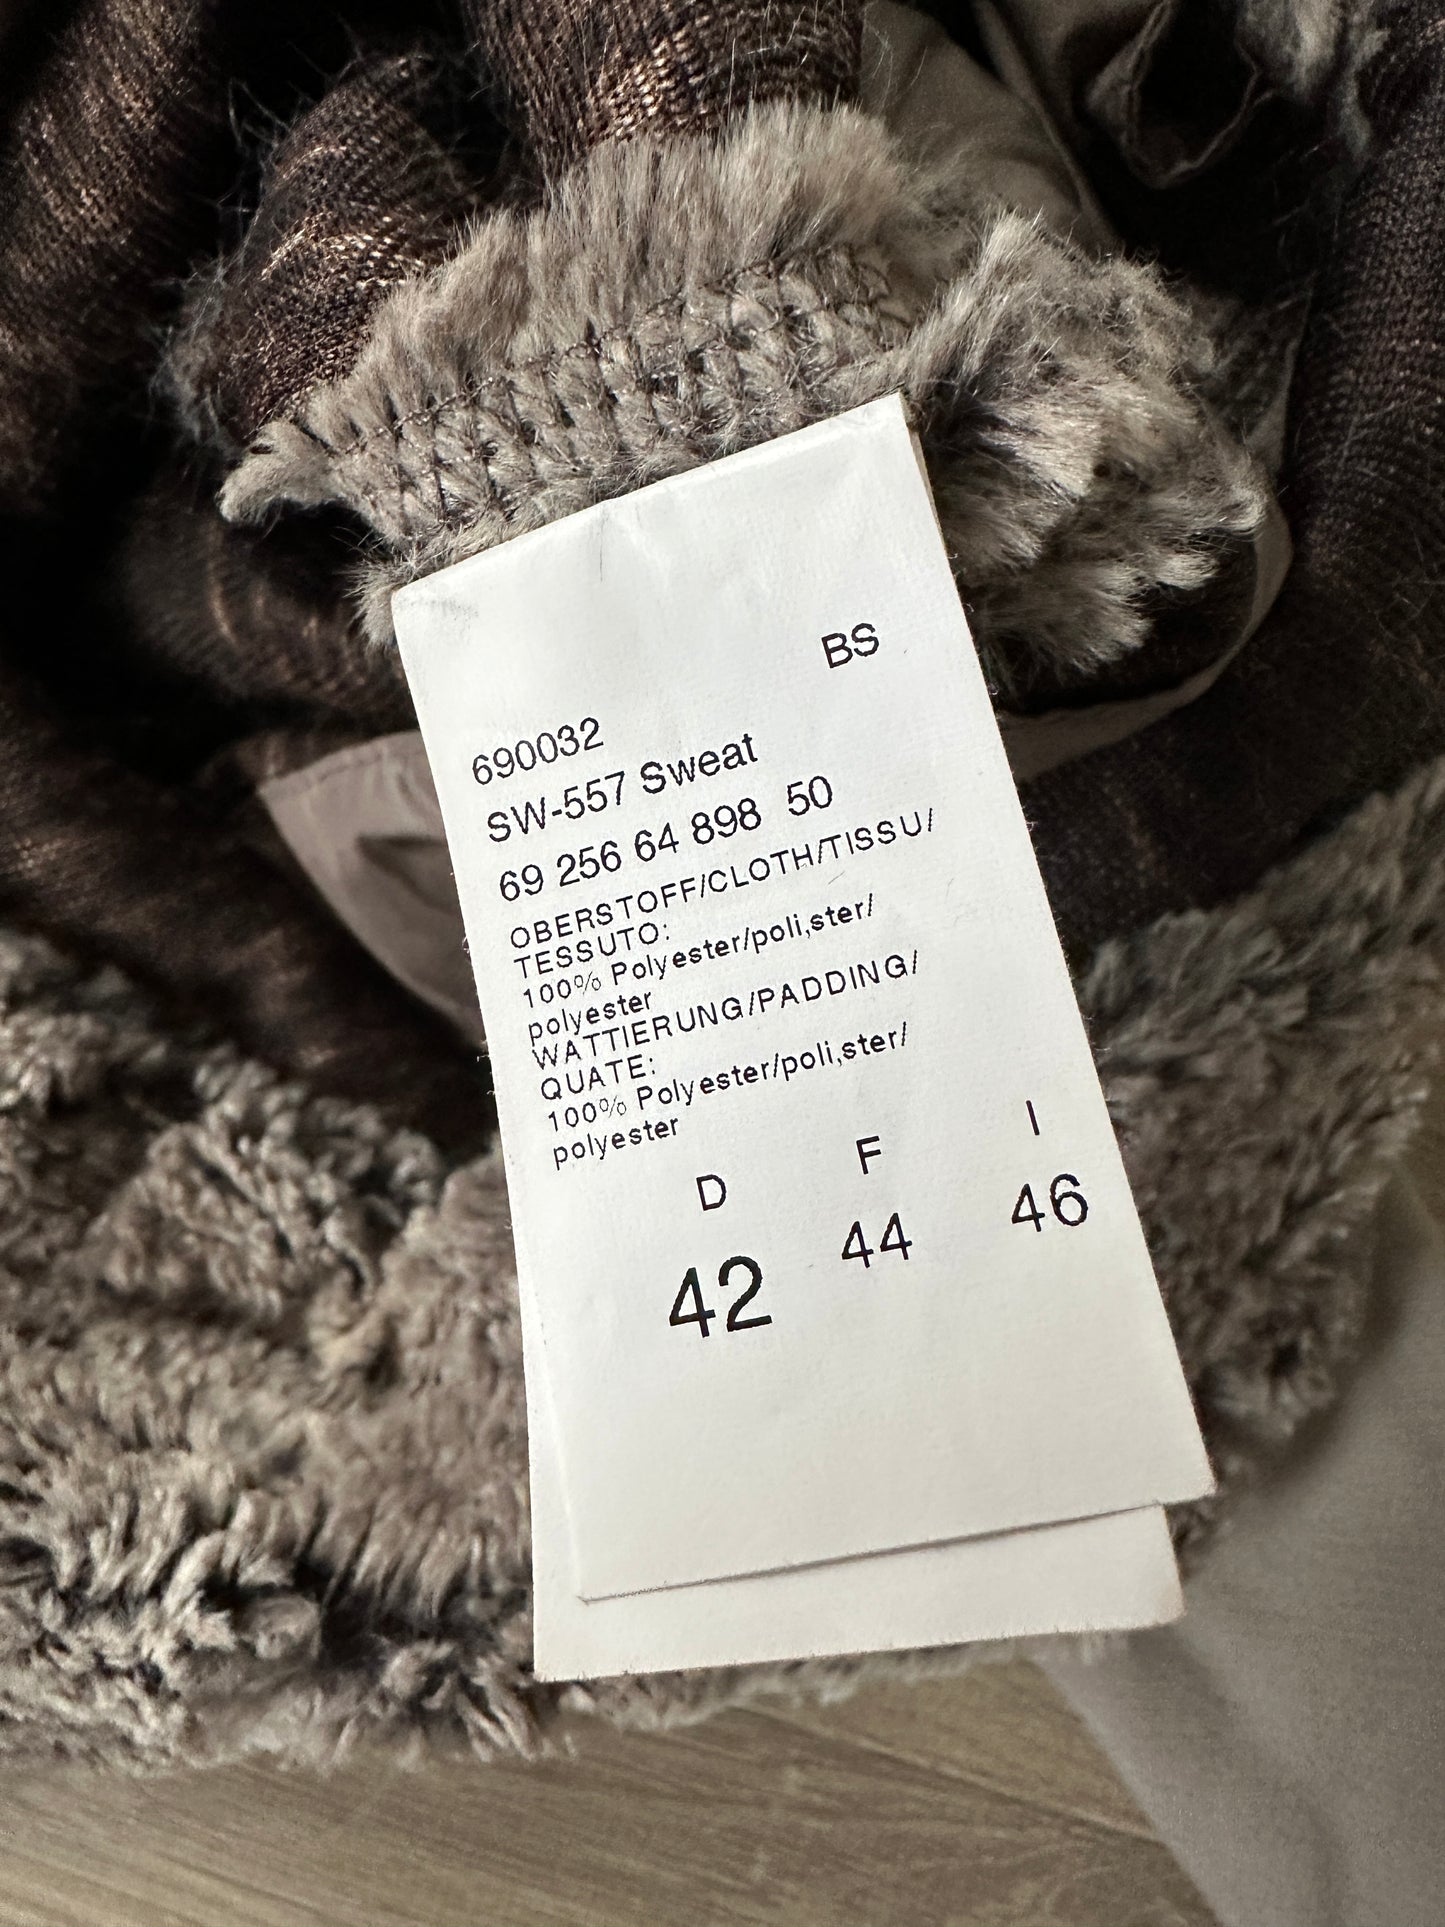 BS
690032
SW-557 Sweat
69 256 64 898 50
OBERSTOFF/CLOTH/TISSU/
TESSUTO:
100% Polyester/poli,ster/
polyester
WATTIERUNG/PADDING/
QUATE:
100% Polyester/poli,ster/
polyester
D F I
42 44 46